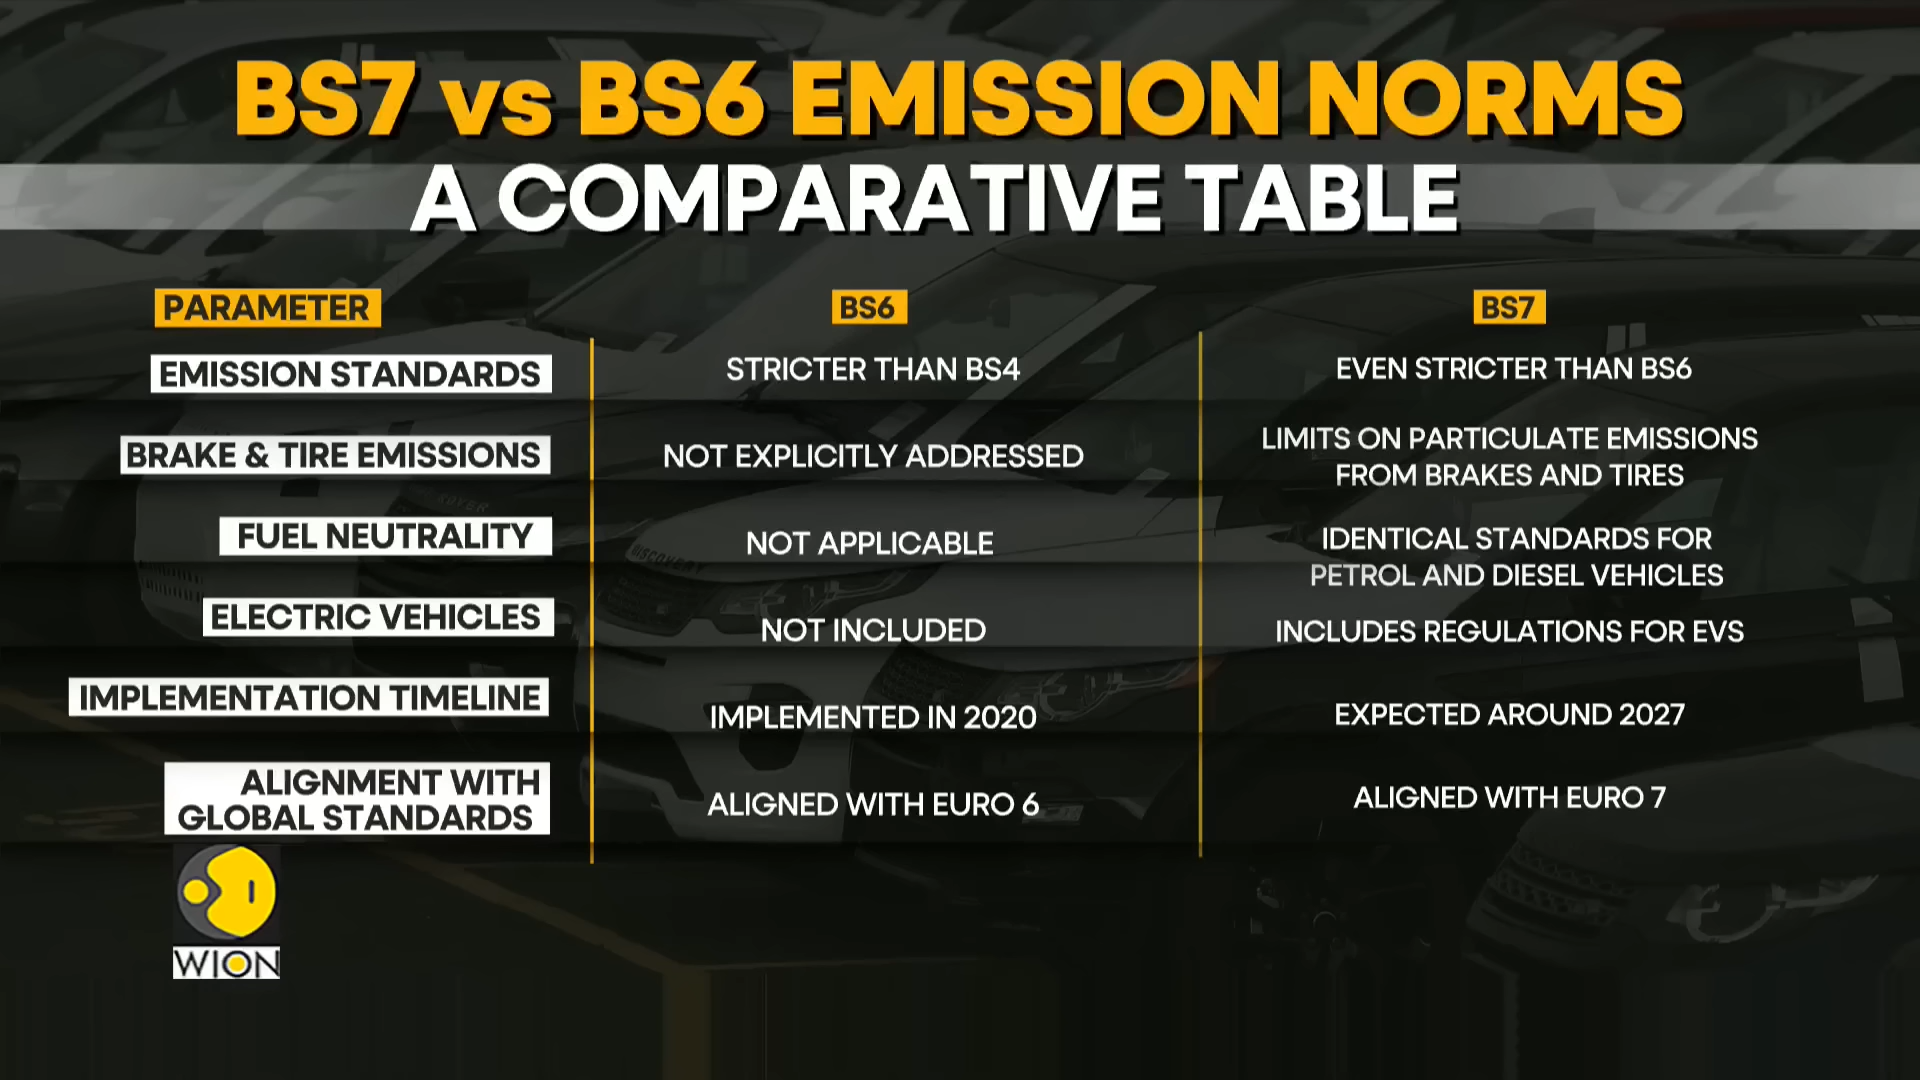 BS7 vs BS6 EMISSION NORMS
A COMPARATIVE TABLE
PARAMETER BS6 BS7
EMISSION STANDARDS STRICTER THAN BS4 EVEN STRICTER THAN BS6
BRAKE & TIRE EMISSIONS NOT EXPLICITLY ADDRESSED LIMITS ON PARTICULATE EMISSIONS
FROM BRAKES AND TIRES
FUEL NEUTRALITY NOT APPLICABLE IDENTICAL STANDARDS FOR
PETROL AND DIESEL VEHICLES
ELECTRIC VEHICLES NOT INCLUDED INCLUDES REGULATIONS FOR EVS
IMPLEMENTATION TIMELINE IMPLEMENTED IN 2020 EXPECTED AROUND 2027
ALIGNMENT WITH
GLOBAL STANDARDS ALIGNED WITH EURO 6 ALIGNED WITH EURO 7
DISCOVERY
WION